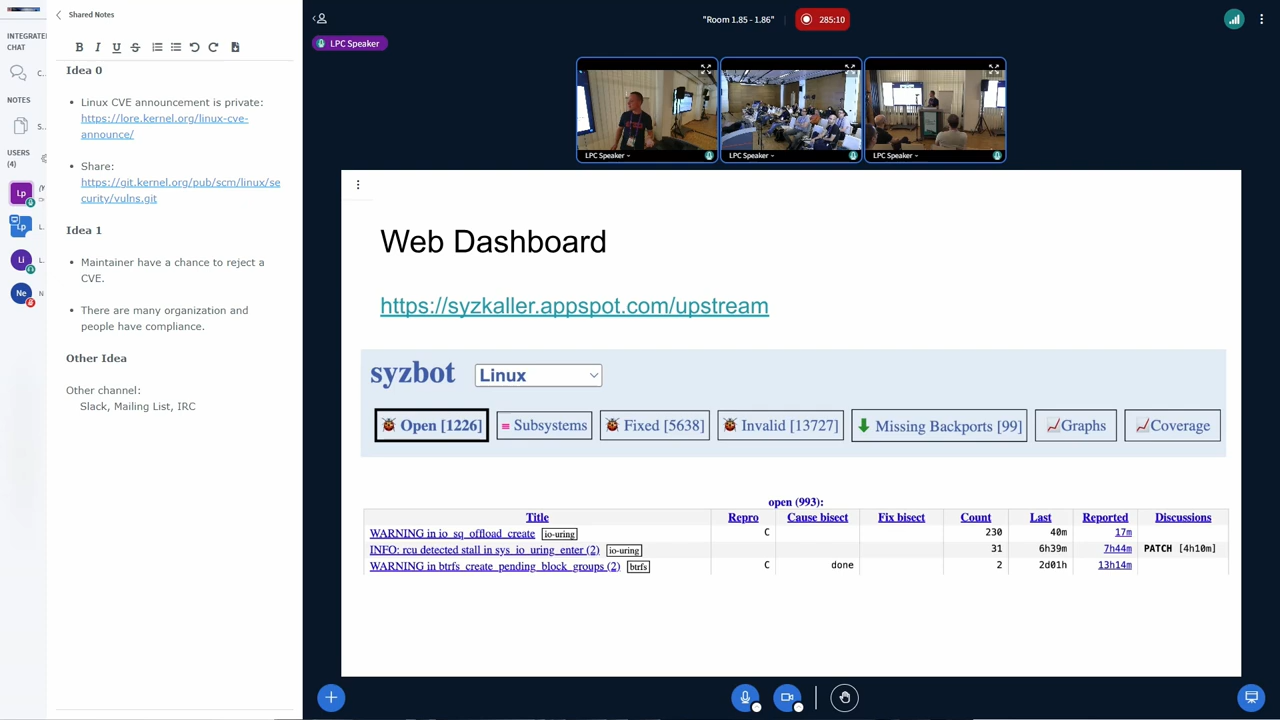 Shared Notes
"Room 1.85 - 1.86"
285:10
INTEGRATE
CHAT
C...
NOTES
S...
USERS
(4)
Lp
L...
Lp
L...
Li
L...
Ne
N
B I U S
Idea 0
Linux CVE announcement is private:
https://lore.kernel.org/linux-cve-
announce/
Share:
https://git.kernel.org/pub/scm/linux/se
curity/vulns.git
Idea 1
Maintainer have a chance to reject a
CVE.
There are many organization and
people have compliance.
Other Idea
Other channel:
Slack, Mailing List, IRC
LPC Speaker
LPC Speaker
LPC Speaker
LPC Speaker
Web Dashboard
https://syzkaller.appspot.com/upstream
syzbot Linux
Open [1226] Subsystems Fixed [5638] Invalid [13727] Missing Backports [99] Graphs Coverage
open (993):
Title Repro Cause bisect Fix bisect Count Last Reported Discussions
WARNING in io_sq_offload_create io-uring C 230 40m 17m
INFO: rcu detected stall in sys_io_uring_enter (2) io-uring 31 6h39m 7h44m PATCH [4h10m]
WARNING in btrfs_create_pending_block_groups (2) btrfs C done 2 2d01h 13h14m